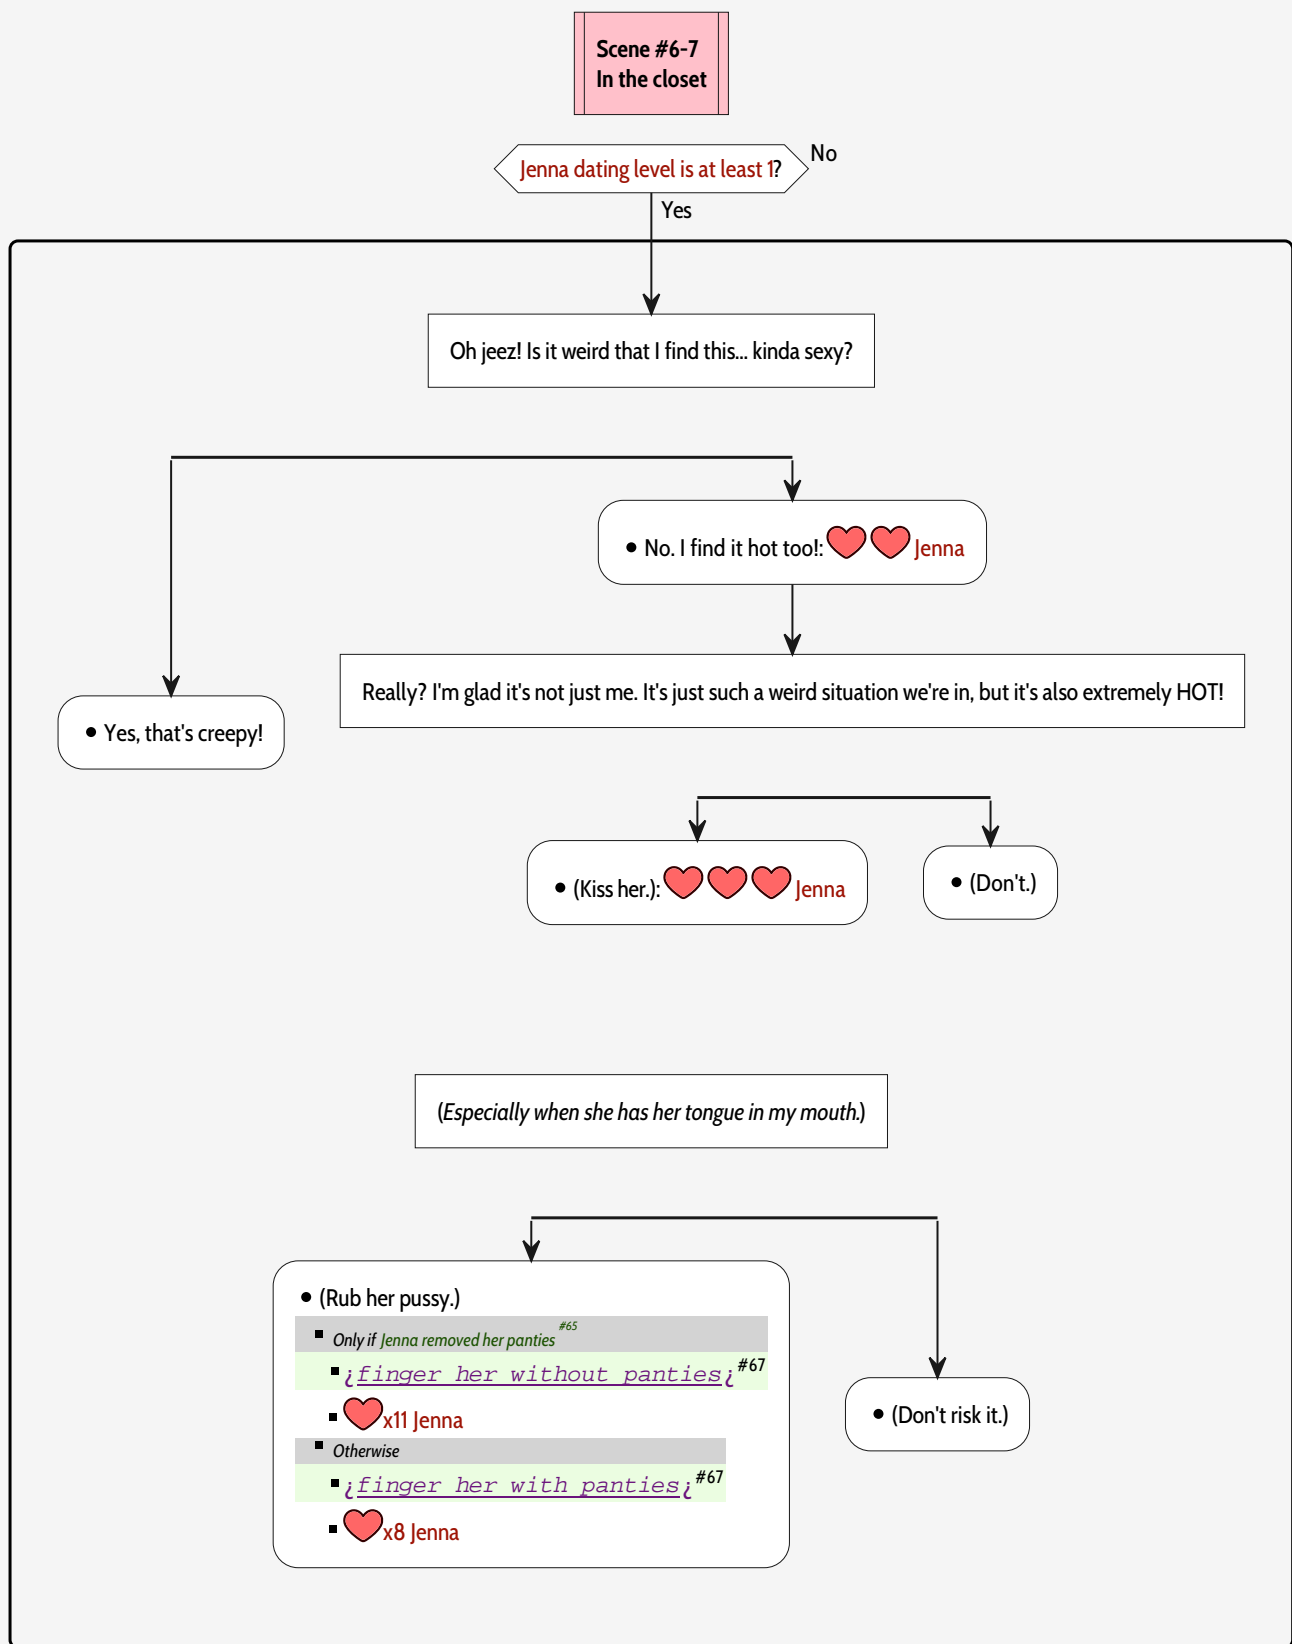 Scene #6-7
In the closet
Jenna dating level is at least 1?
No
Yes
Oh jeez! Is it weird that I find this... kinda sexy?
• No. I find it hot too!: Jenna
Really? I'm glad it's not just me. It's just such a weird situation we're in, but it's also extremely HOT!
• Yes, that's creepy!
• (Kiss her.): Jenna
• (Don't.)
(Especially when she has her tongue in my mouth.)
• (Rub her pussy.)
▪ Only if Jenna removed her panties #65
▪ ¿finger her without panties¿ #67
▪ x11 Jenna
▪ Otherwise
▪ ¿finger her with panties¿ #67
▪ x8 Jenna
• (Don't risk it.)